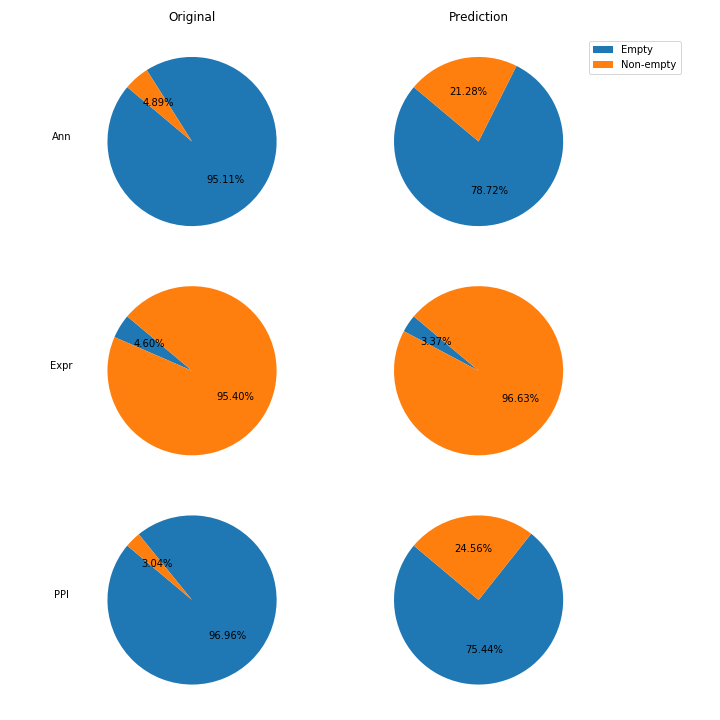 Original
Prediction
Empty
Non-empty
Ann
4.89%
95.11%
21.28%
78.72%
Expr
4.60%
95.40%
3.37%
96.63%
PPI
3.04%
96.96%
24.56%
75.44%